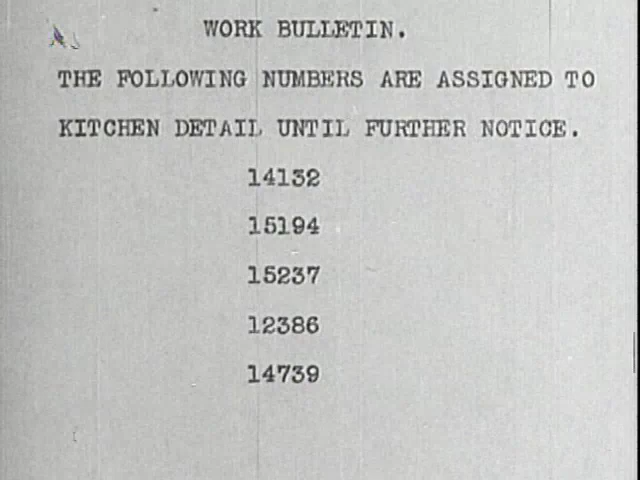 WORK BULLETIN.
THE FOLLOWING NUMBERS ARE ASSIGNED TO
KITCHEN DETAIL UNTIL FURTHER NOTICE.
14132
15194
15237
12386
14739